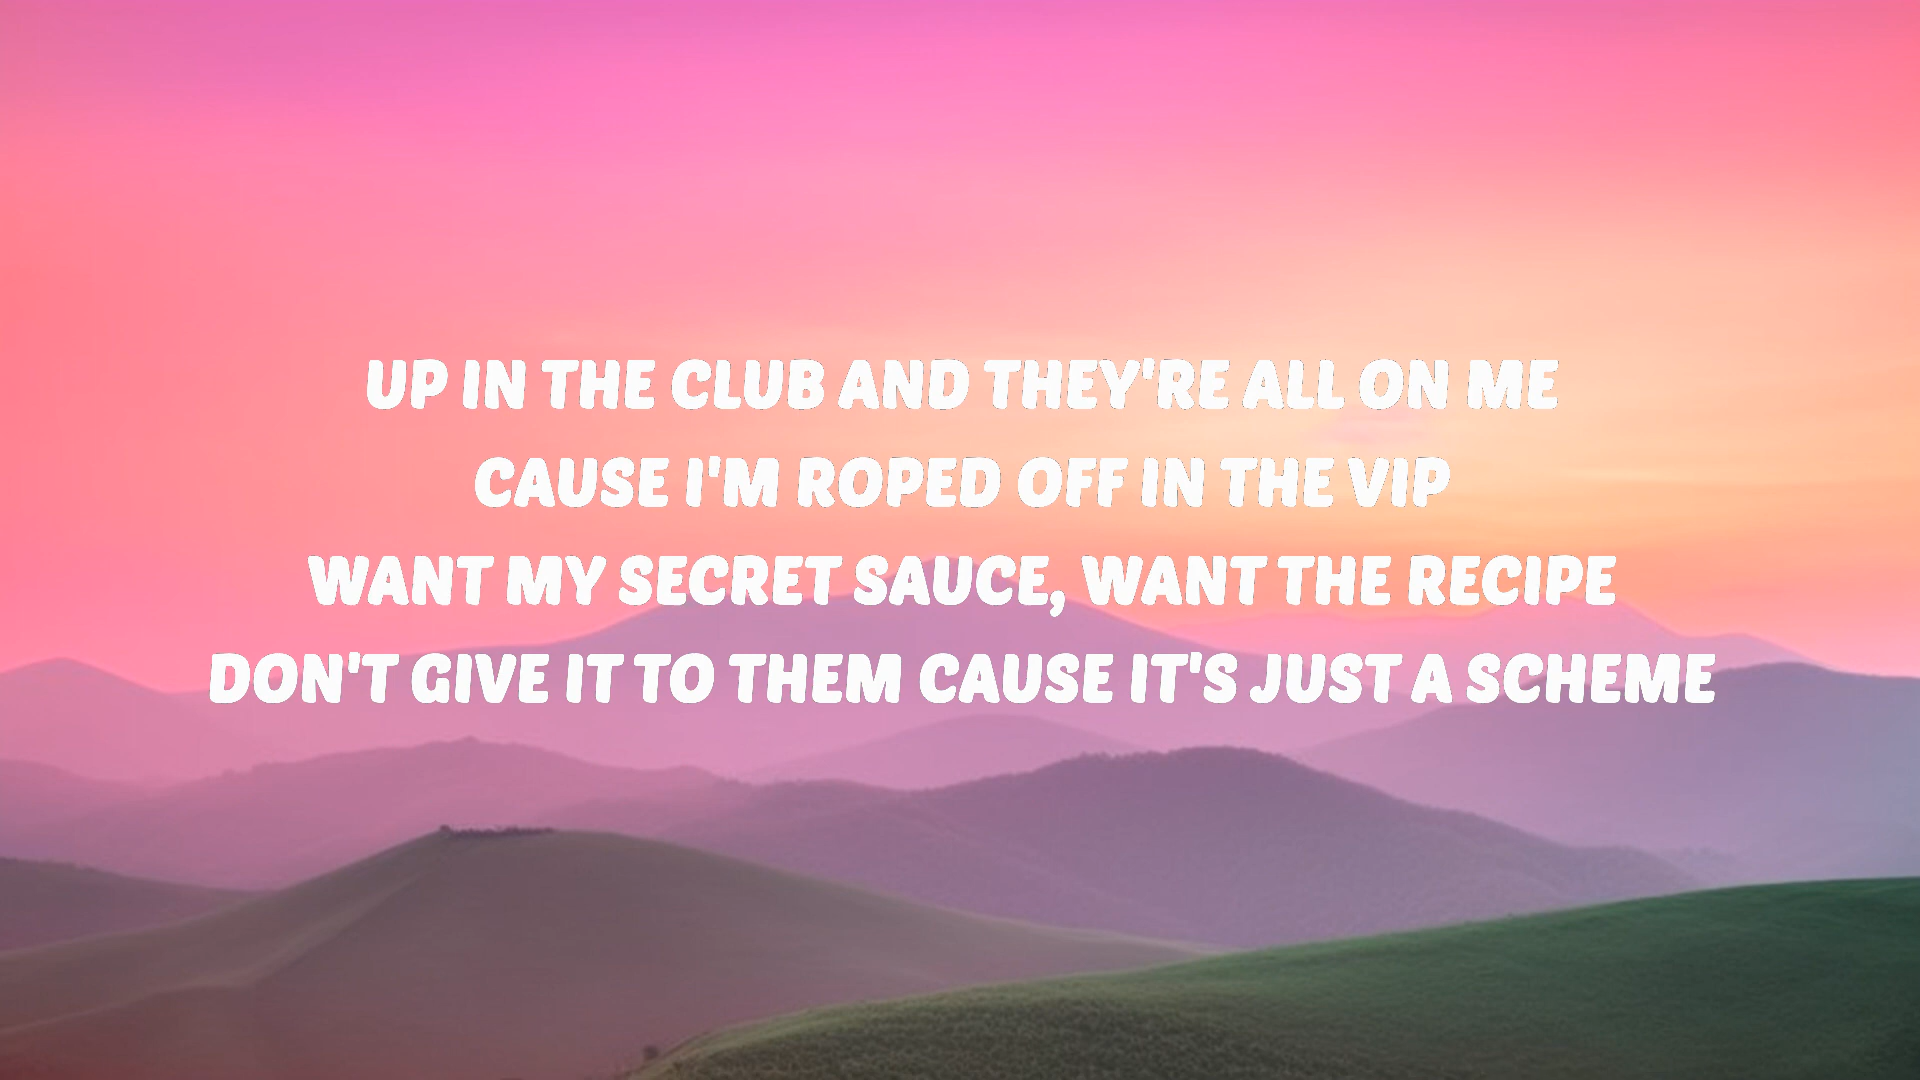 UP IN THE CLUB AND THEY'RE ALL ON ME
CAUSE I'M ROPED OFF IN THE VIP
WANT MY SECRET SAUCE, WANT THE RECIPE
DON'T GIVE IT TO THEM CAUSE IT'S JUST A SCHEME